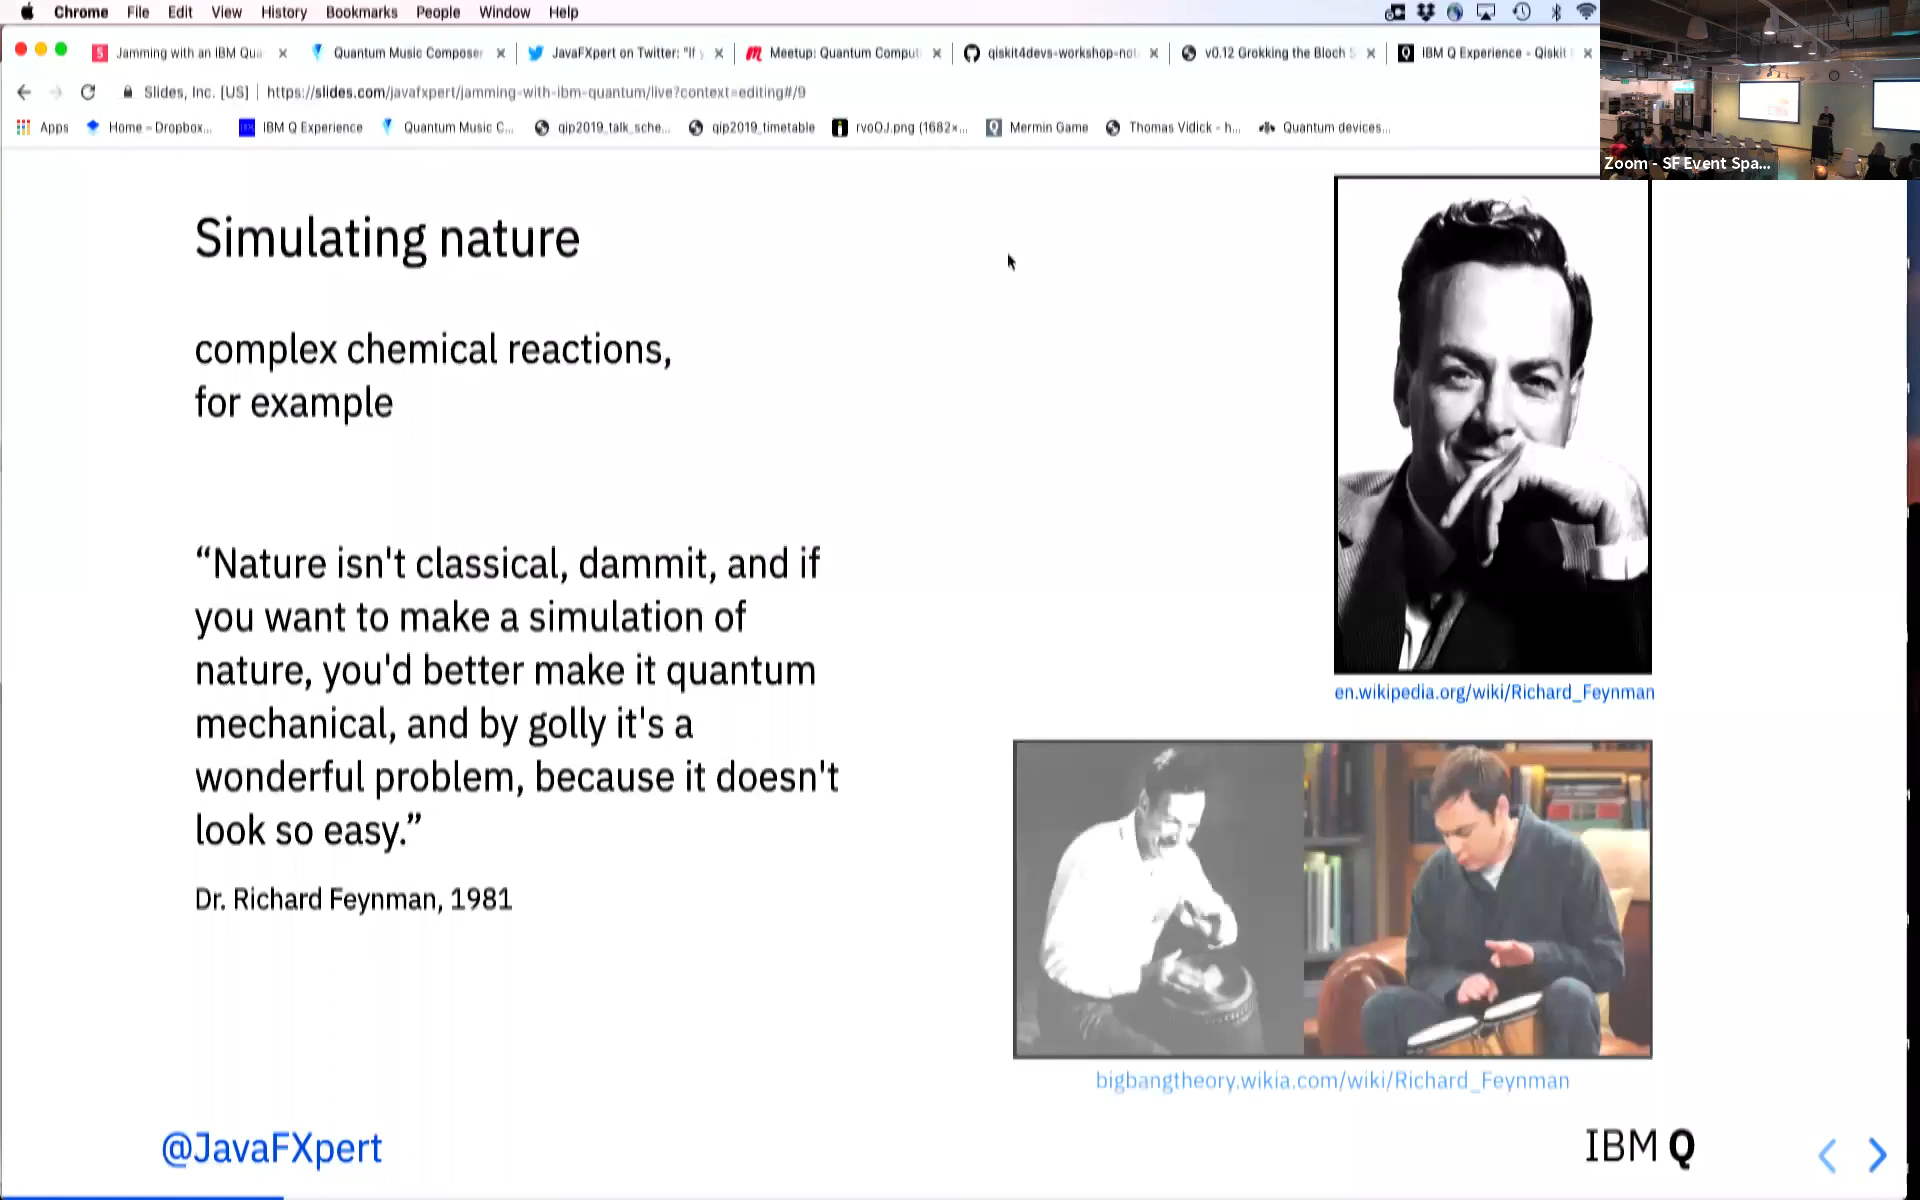 Chrome File Edit View History Bookmarks People Window Help
Jamming with an IBM Qua
Quantum Music Composer
JavaFXpert on Twitter: "If y
Meetup: Quantum Comput
qiskit4devs-workshop-not
v0.12 Grokking the Bloch S
IBM Q Experience - Qiskit
Slides, Inc. [US] https://slides.com/javafxpert/jamming-with-ibm-quantum/live?context=editing#/9
Apps Home - Dropbox... IBM Q Experience Quantum Music C... qip2019_talk_sche... qip2019_timetable rvoOJ.png (1682×... Mermin Game Thomas Vidick - h... Quantum devices...
Zoom - SF Event Spa...
Simulating nature
complex chemical reactions,
for example
“Nature isn't classical, dammit, and if
you want to make a simulation of
nature, you'd better make it quantum
mechanical, and by golly it's a
wonderful problem, because it doesn't
look so easy.”
Dr. Richard Feynman, 1981
en.wikipedia.org/wiki/Richard_Feynman
bigbangtheory.wikia.com/wiki/Richard_Feynman
@JavaFXpert
IBM Q